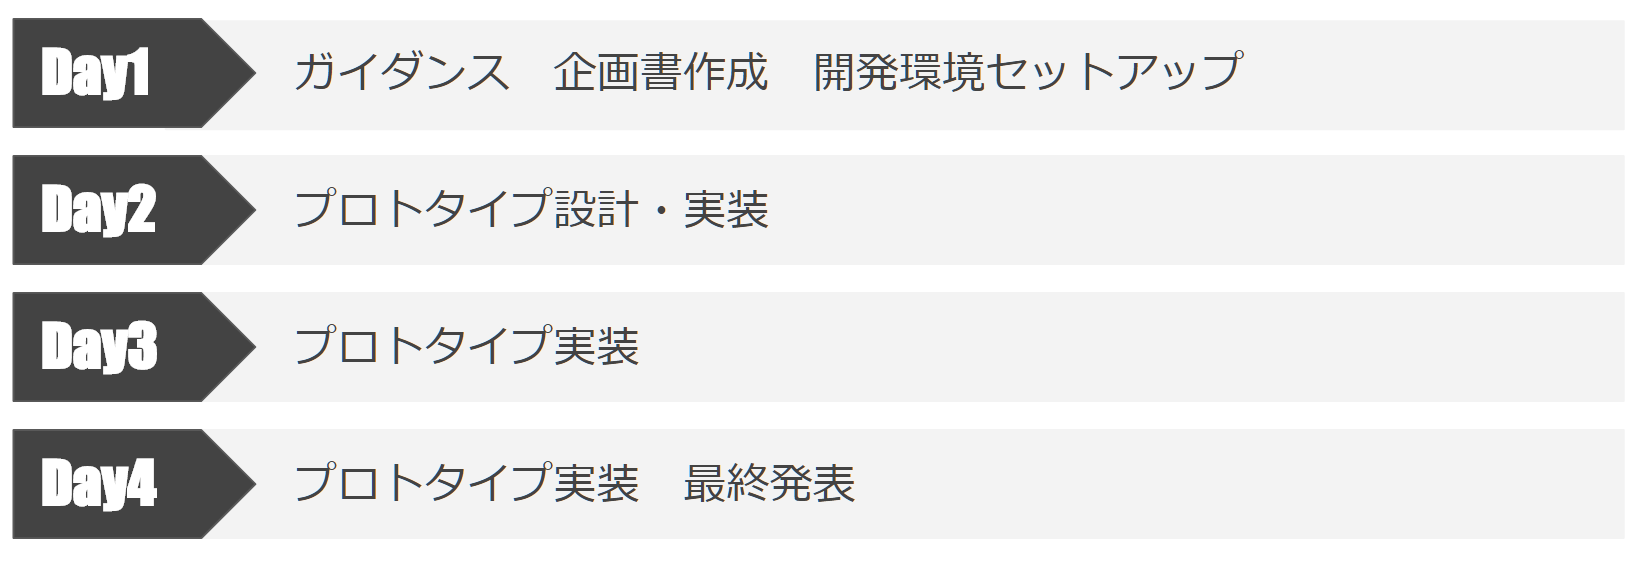 Day1 ガイダンス　企画書作成　開発環境セットアップ
Day2 プロトタイプ設計・実装
Day3 プロトタイプ実装
Day4 プロトタイプ実装　最終発表